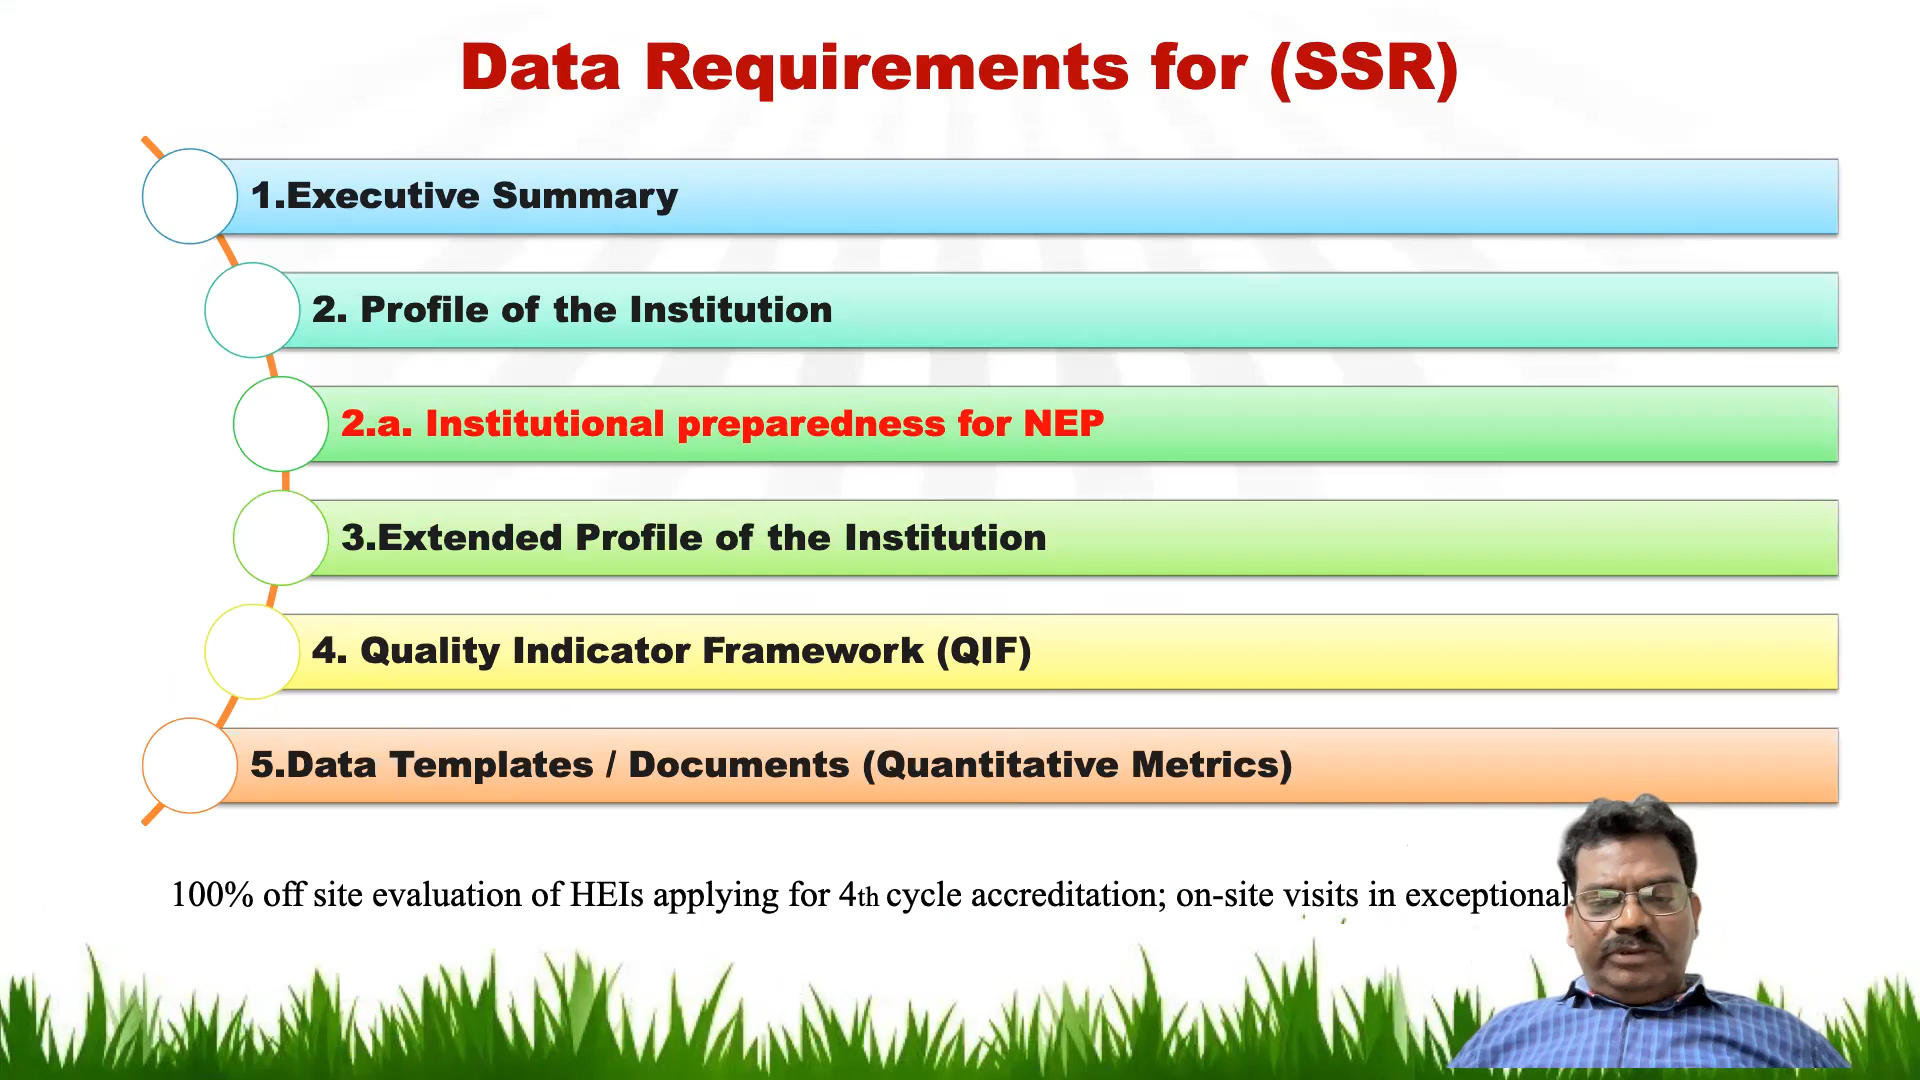 Data Requirements for (SSR)
1.Executive Summary
2. Profile of the Institution
2.a. Institutional preparedness for NEP
3.Extended Profile of the Institution
4. Quality Indicator Framework (QIF)
5.Data Templates / Documents (Quantitative Metrics)
100% off site evaluation of HEIs applying for 4th cycle accreditation; on-site visits in exceptional